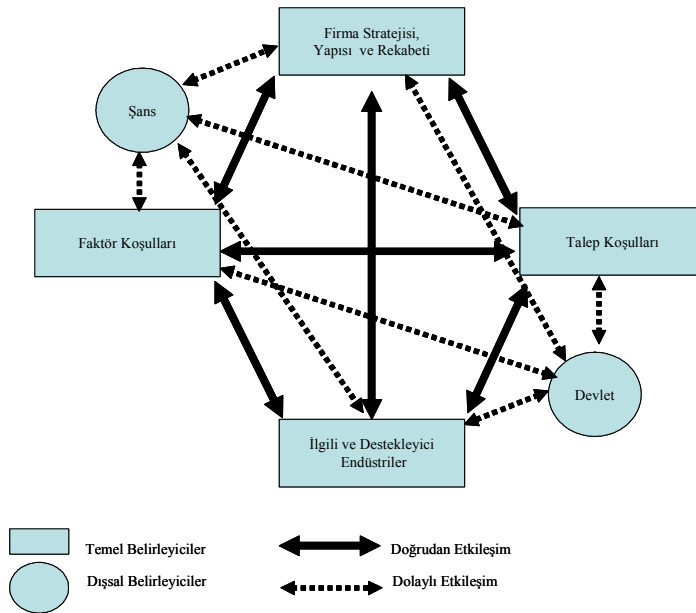 Firma Stratejisi,
Yapısı ve Rekabeti
Şans
Faktör Koşulları
Talep Koşulları
Devlet
İlgili ve Destekleyici
Endüstriler
Temel Belirleyiciler
Doğrudan Etkileşim
Dışsal Belirleyiciler
Dolaylı Etkileşim